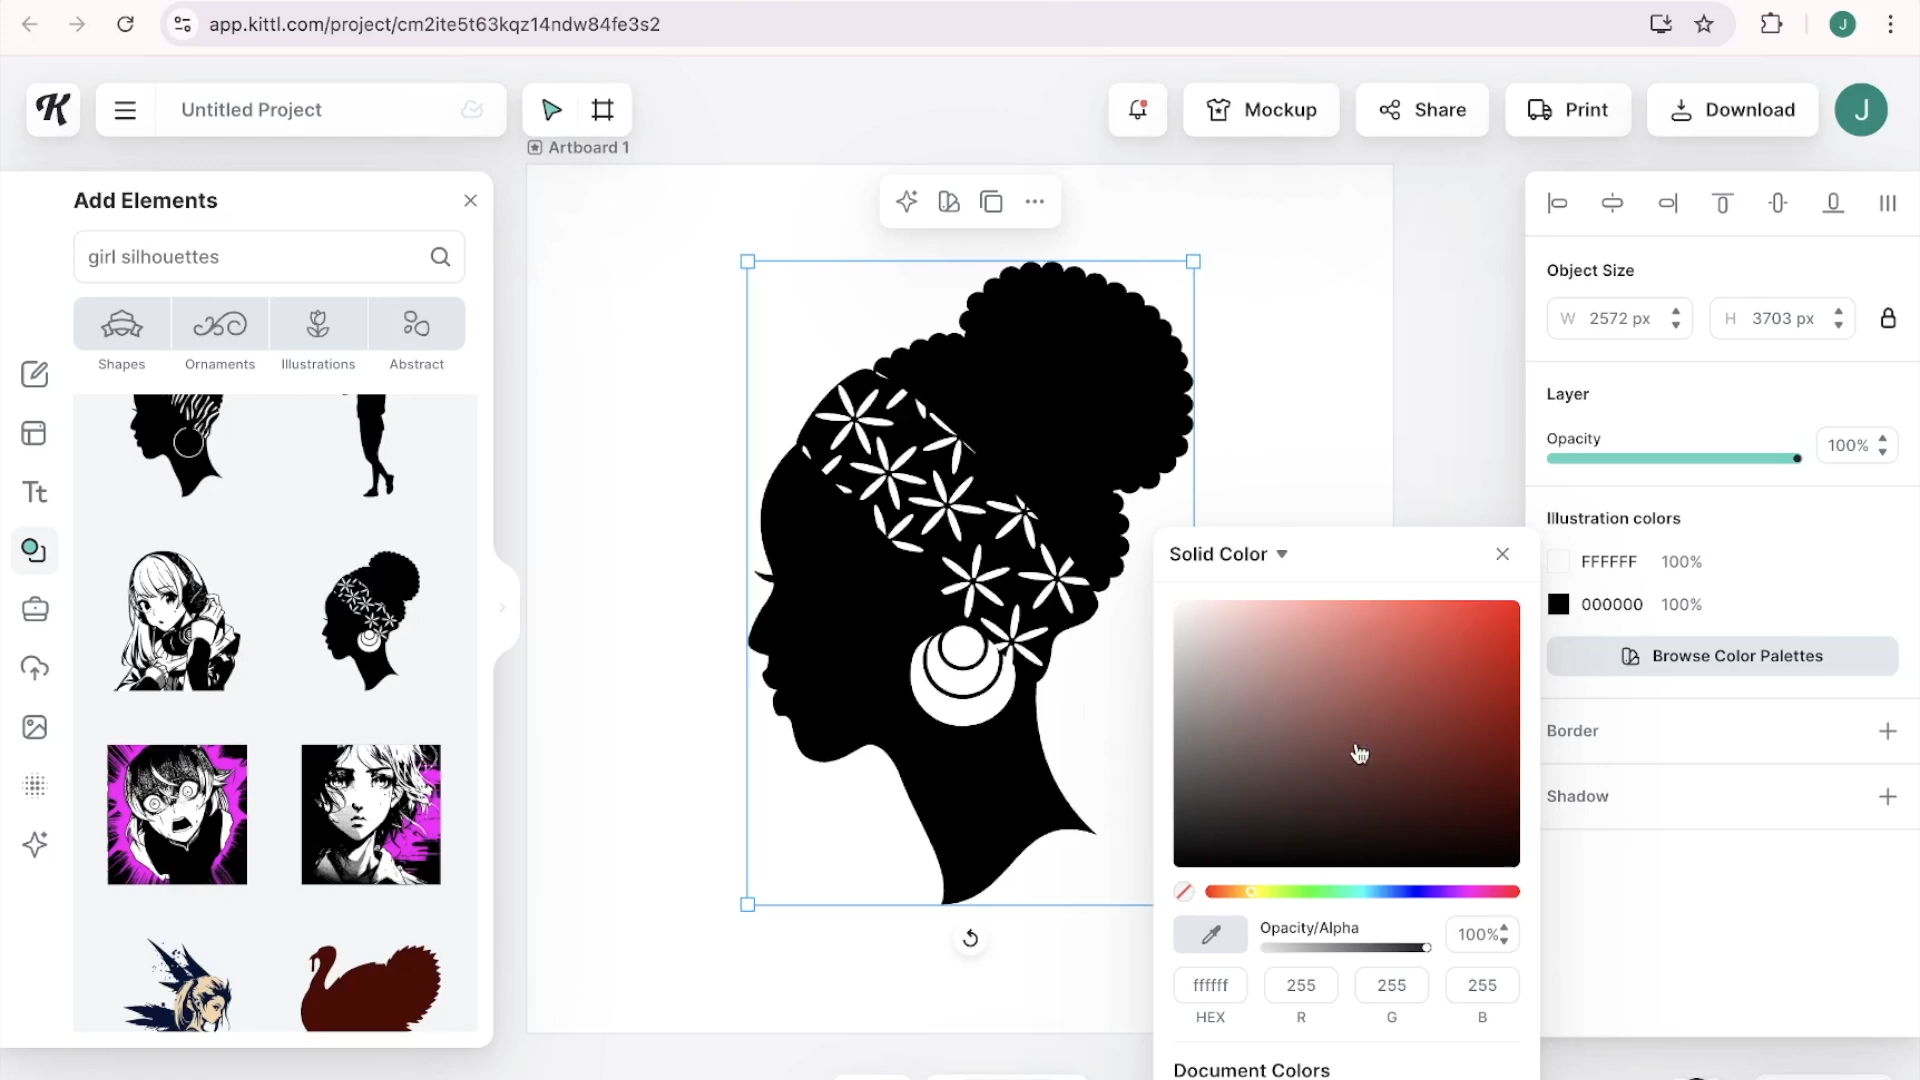 app.kittl.com/project/cm2ite5t63kqz14ndw84fe3s2
J
K
Untitled Project
Mockup
Share
Print
Download
J
Artboard 1
Add Elements
girl silhouettes
Shapes
Ornaments
Illustrations
Abstract
Tt
Object Size
W 2572 px
H 3703 px
Layer
Opacity
100%
Illustration colors
FFFFFF 100%
000000 100%
Browse Color Palettes
Border
Shadow
Solid Color
Opacity/Alpha
100%
ffffff
255
255
255
HEX
R
G
B
Document Colors